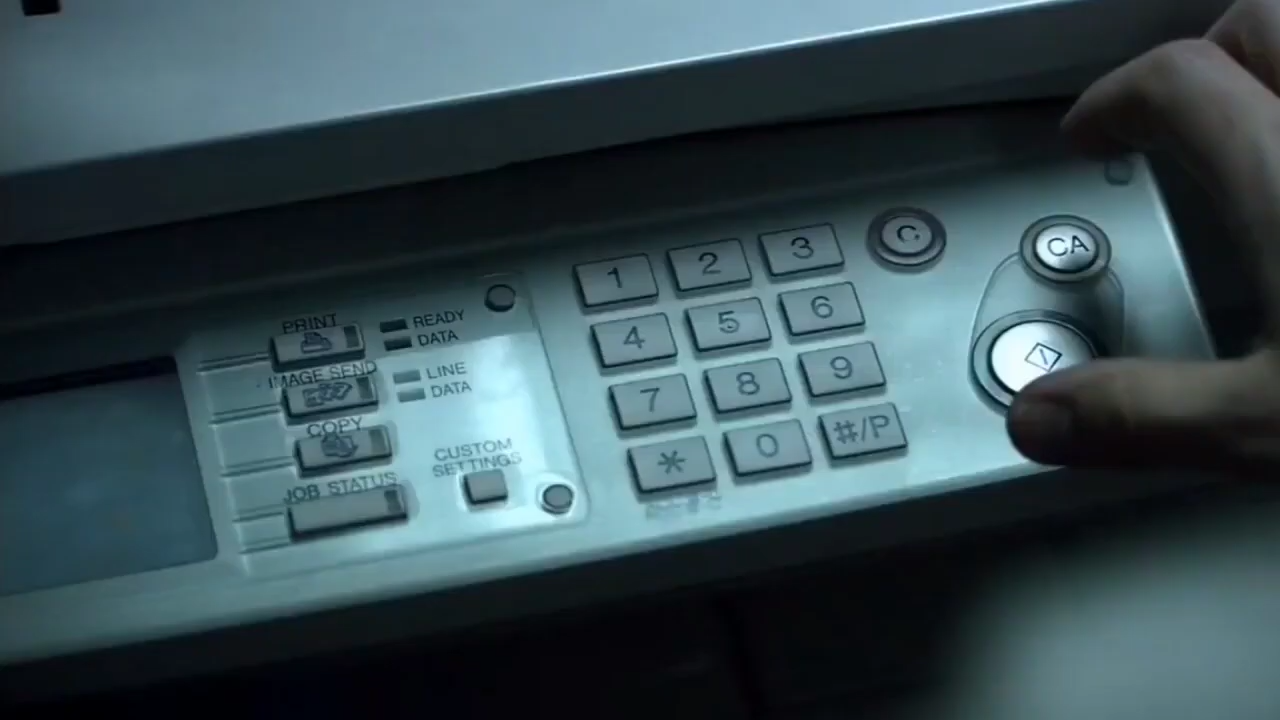 PRINT
READY
DATA
IMAGE SEND
LINE
DATA
COPY
CUSTOM
SETTINGS
JOB STATUS
1 2 3
4 5 6
7 8 9
* 0 #/P
C
CA